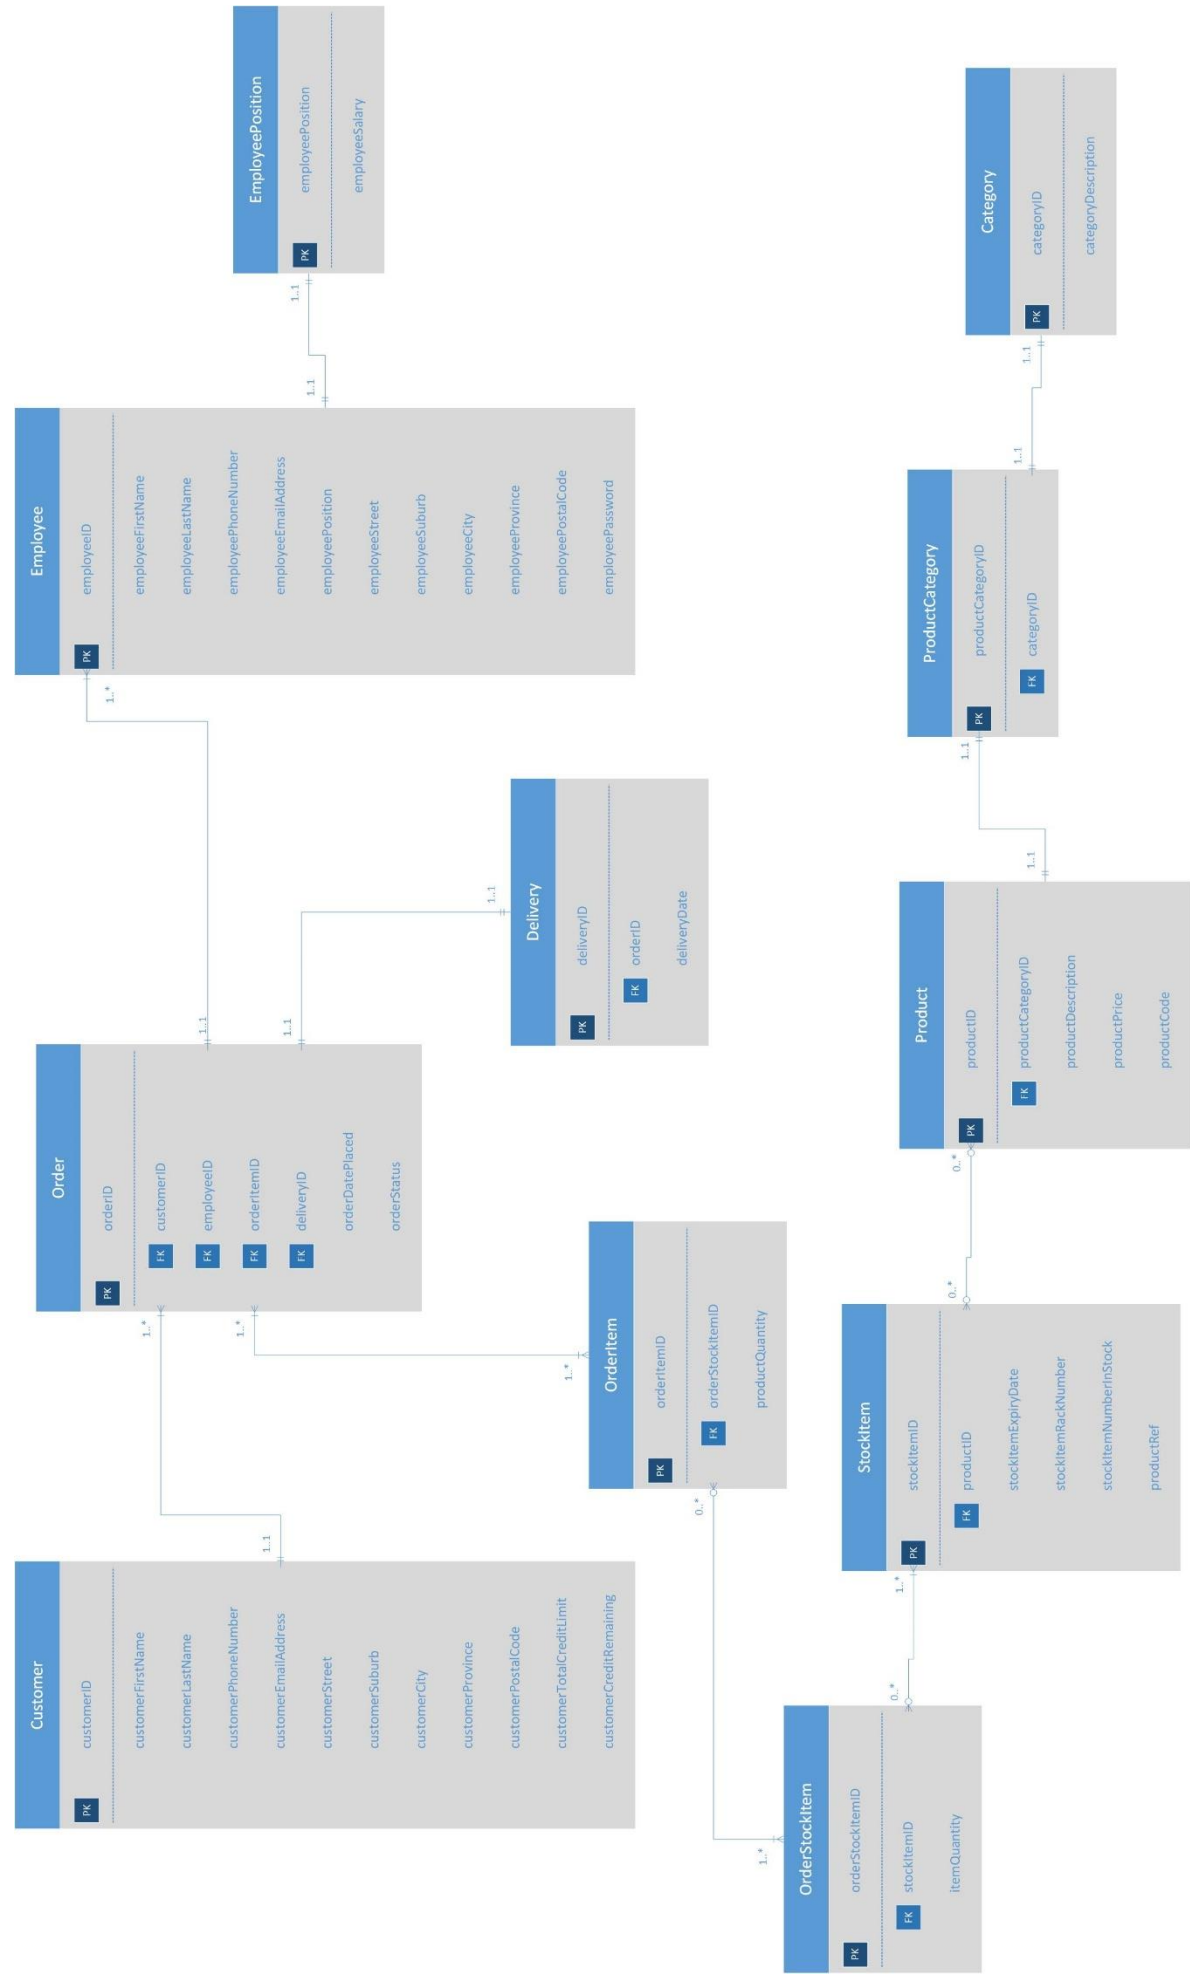 Customer
PK customerID
customerFirstName
customerLastName
customerPhoneNumber
customerEmailAddress
customerStreet
customerSuburb
customerCity
customerProvince
customerPostalCode
customerTotalCreditLimit
customerCreditRemaining
1..1
1..*
Order
PK orderID
FK customerID
FK employeeID
FK orderItemID
FK deliveryID
orderDatePlaced
orderStatus
1..*
1..1
1..1
1..*
Employee
PK employeeID
employeeFirstName
employeeLastName
employeePhoneNumber
employeeEmailAddress
employeePosition
employeeStreet
employeeSuburb
employeeCity
employeeProvince
employeePostalCode
employeePassword
1..1
1..1
EmployeePosition
PK employeePosition
employeeSalary
1..*
OrderItem
PK orderItemID
FK orderStockItemID
productQuantity
0..*
1..1
Delivery
PK deliveryID
FK orderID
deliveryDate
1..*
OrderStockItem
PK orderStockItemID
FK stockItemID
itemQuantity
0..*
1..*
StockItem
PK stockItemID
FK productID
stockItemExpiryDate
stockItemRackNumber
stockItemNumberInStock
productRef
0..*
0..*
Product
PK productID
FK productCategoryID
productDescription
productPrice
productCode
1..1
1..1
ProductCategory
PK productCategoryID
FK categoryID
1..1
1..1
Category
PK categoryID
categoryDescription